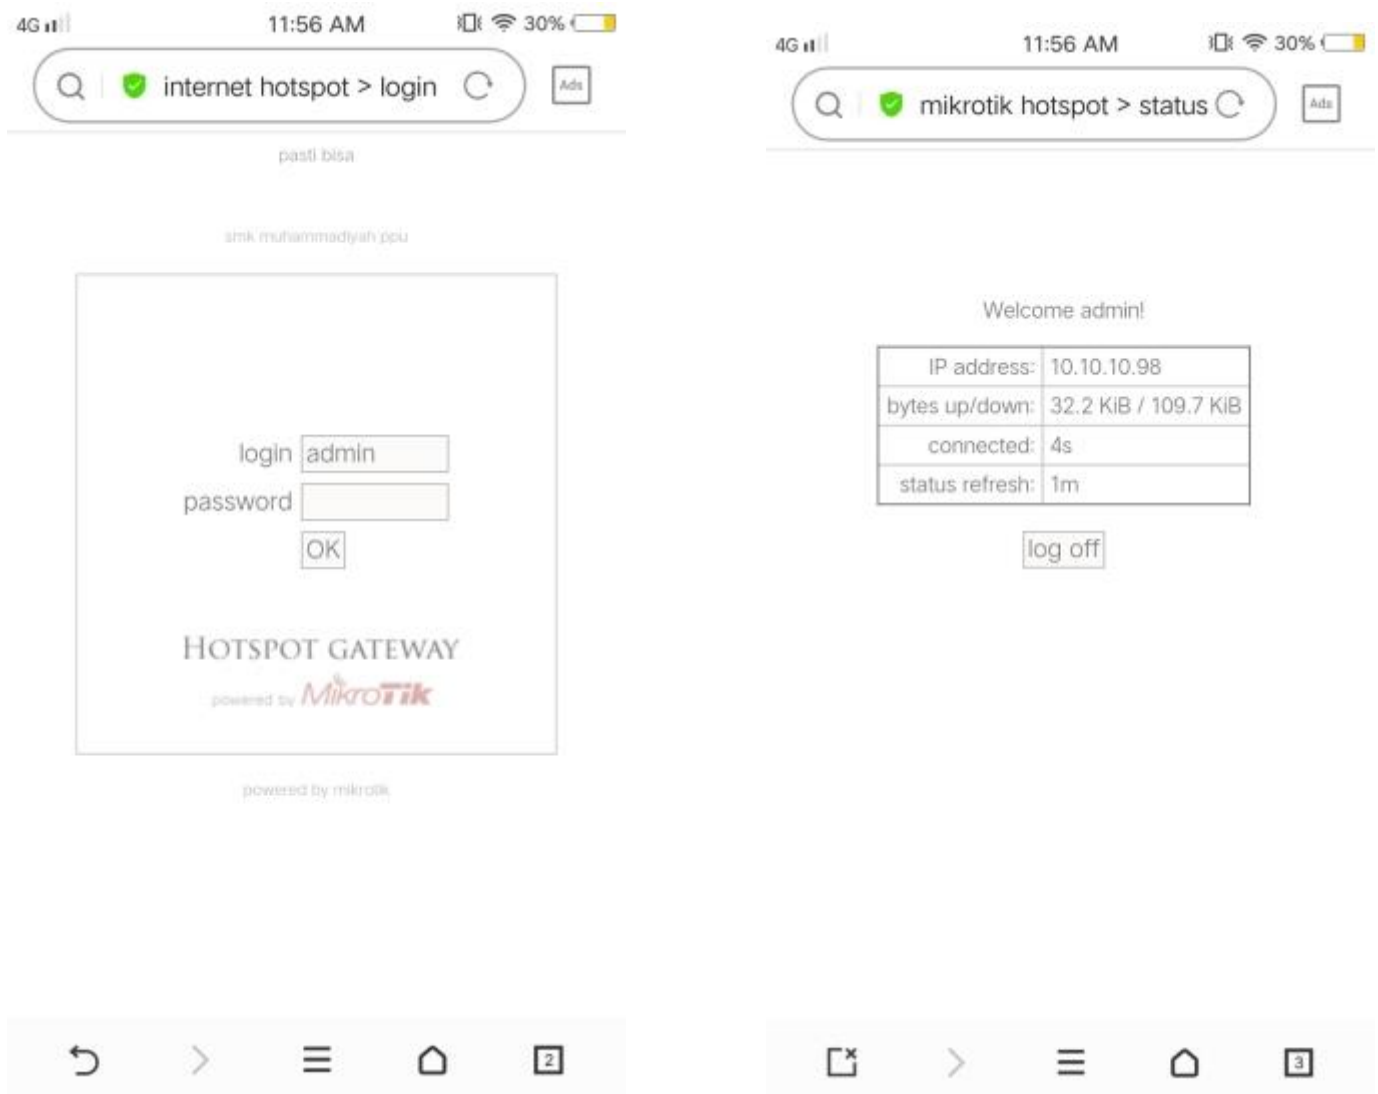 4G 11:56 AM 30%
internet hotspot > login Ads
pasti bisa
smk muhammadiyah ppu
login admin
password
OK
HOTSPOT GATEWAY
powered by MikroTik
powered by mikrotik
2
4G 11:56 AM 30%
mikrotik hotspot > status Ads
Welcome admin!
IP address: 10.10.10.98
bytes up/down: 32.2 KiB / 109.7 KiB
connected: 4s
status refresh: 1m
log off
3